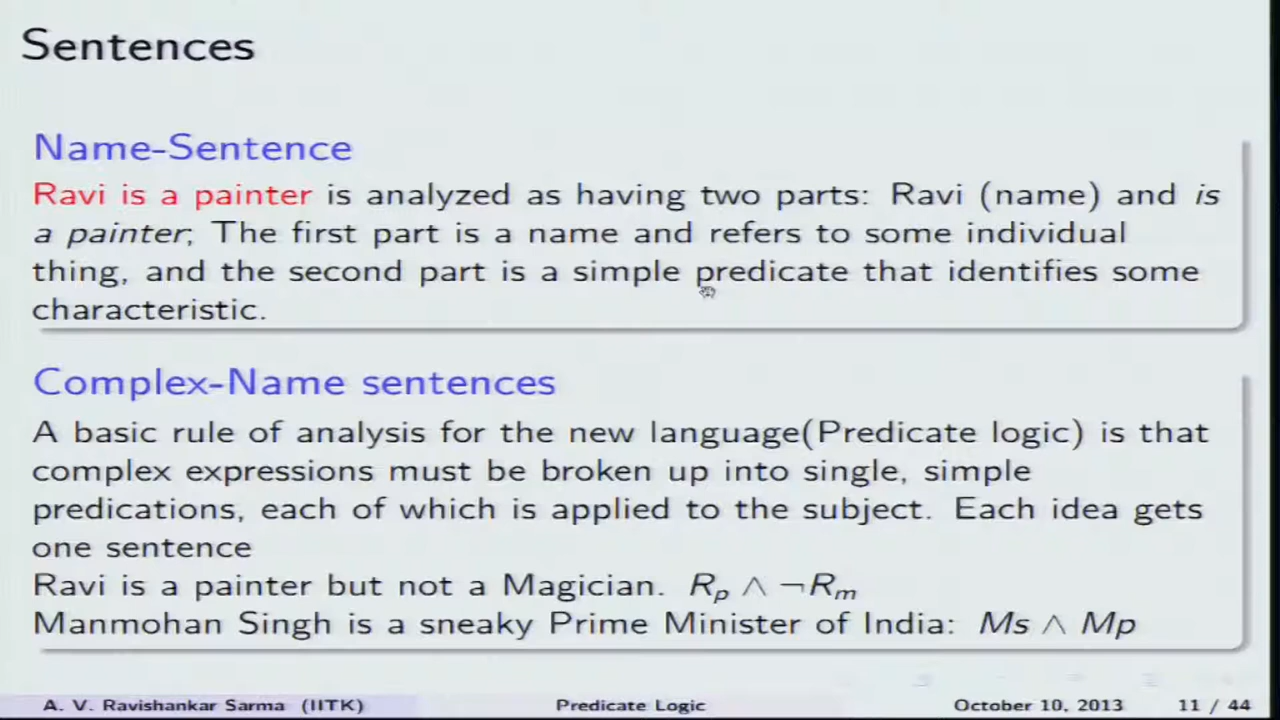 Sentences
Name-Sentence
Ravi is a painter is analyzed as having two parts: Ravi (name) and is
a painter; The first part is a name and refers to some individual
thing, and the second part is a simple predicate that identifies some
characteristic.
Complex-Name sentences
A basic rule of analysis for the new language(Predicate logic) is that
complex expressions must be broken up into single, simple
predications, each of which is applied to the subject. Each idea gets
one sentence
Ravi is a painter but not a Magician. Rₚ ∧ ¬Rₘ
Manmohan Singh is a sneaky Prime Minister of India: Ms ∧ Mp
A. V. Ravishankar Sarma (IITK) Predicate Logic October 10, 2013 11 / 44